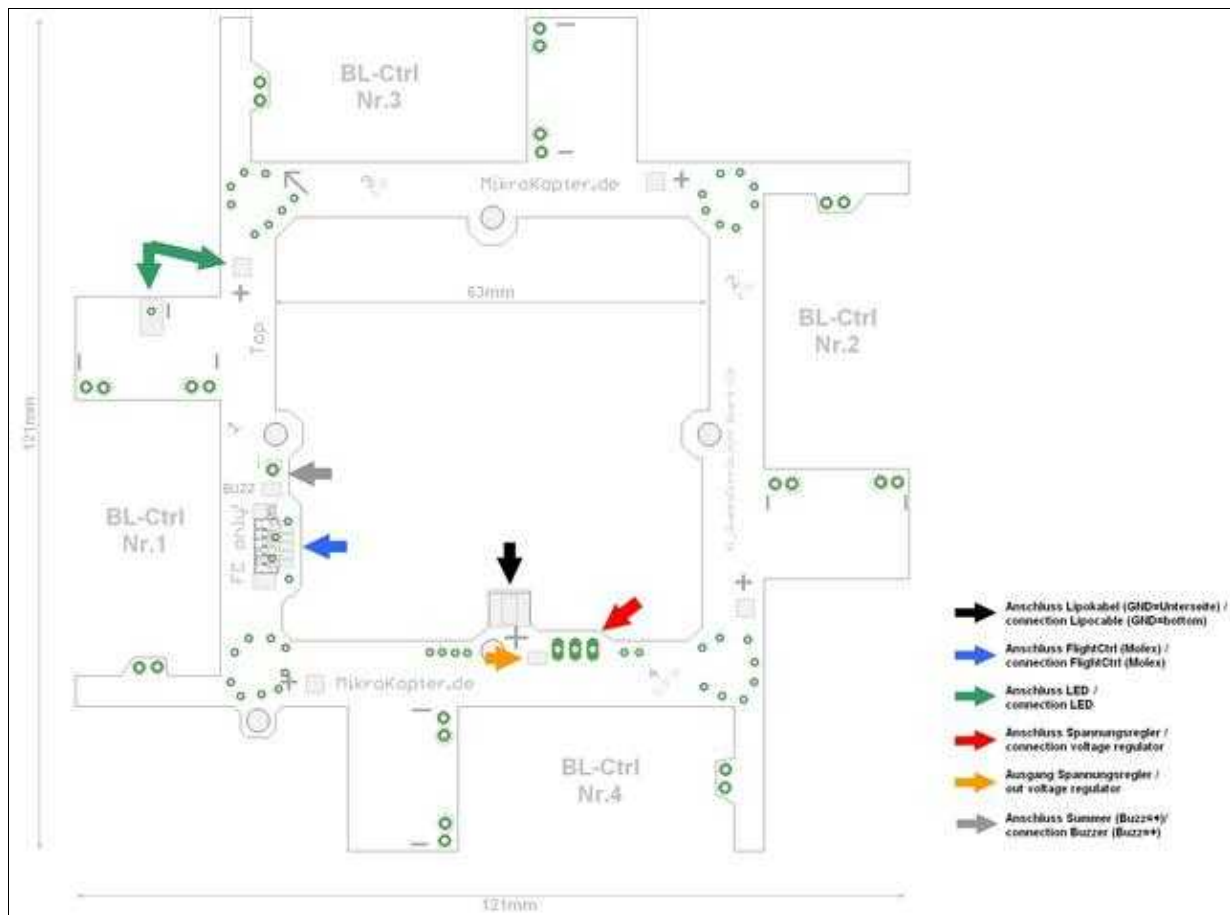 BL-Ctrl
Nr.3
MikroKopter.de
+
63mm
+
Top
BL-Ctrl
Nr.2
121mm
BUZZ
BL-Ctrl
Nr.1
FC only
+
+
+
MikroKopter.de
BL-Ctrl
Nr.4
121mm
Anschluss Lipokabel (GND=Unterseite) /
connection Lipocable (GND=bottom)
Anschluss FlightCtrl (Molex) /
connection FlightCtrl (Molex)
Anschluss LED /
connection LED
Anschluss Spannungsregler /
connection voltage regulator
Ausgang Spannungsregler /
out voltage regulator
Anschluss Summer (Buzz=+)/
connection Buzzer (Buzz=+)